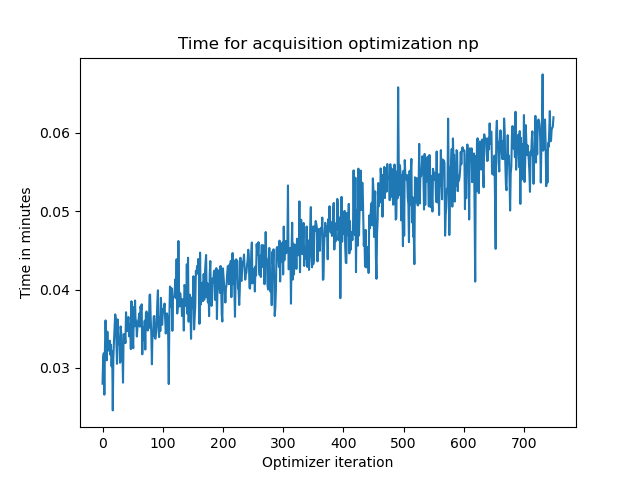 Time for acquisition optimization np
0.06
0.05
0.04
0.03
Time in minutes
0 100 200 300 400 500 600 700
Optimizer iteration